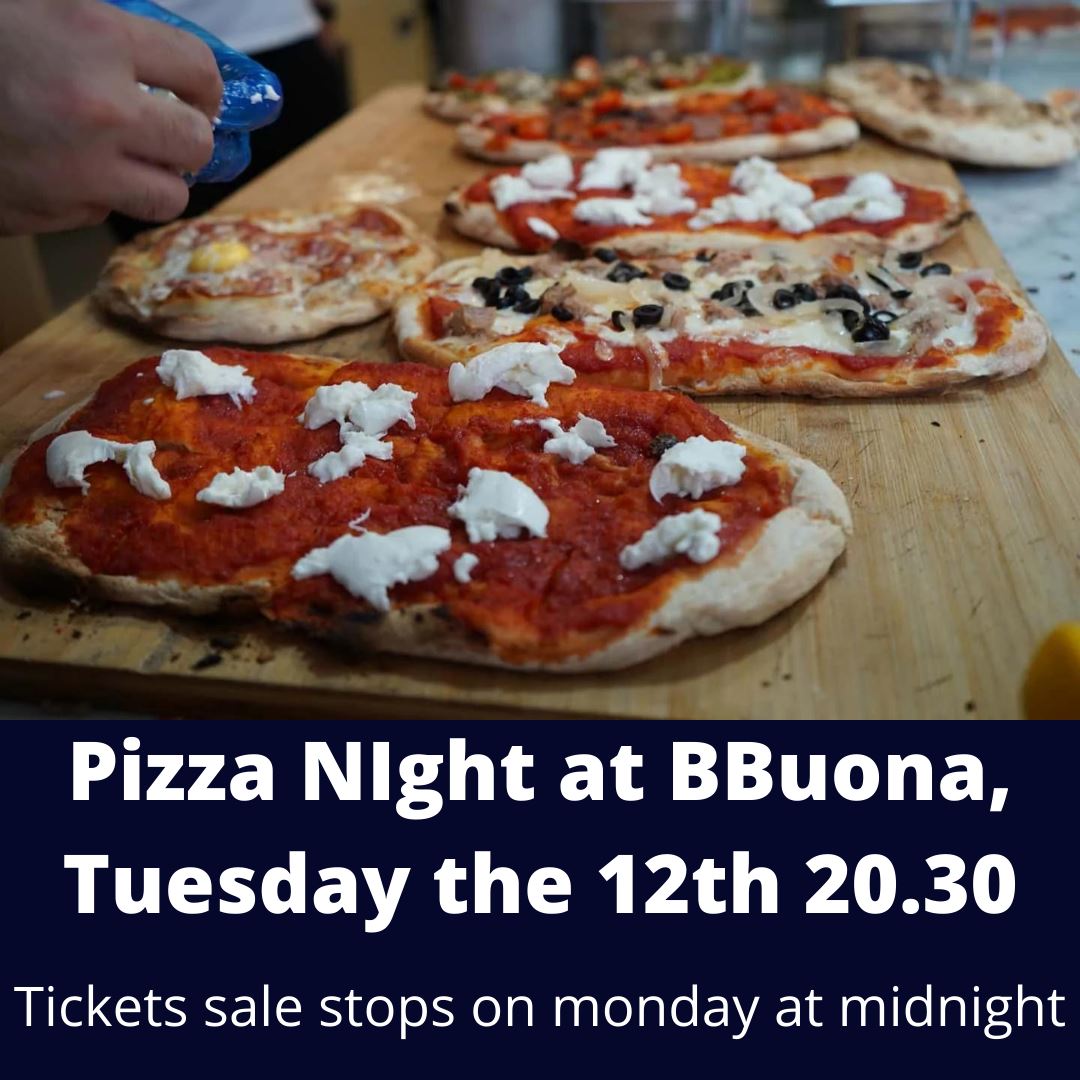 Pizza NIght at BBuona,
Tuesday the 12th 20.30
Tickets sale stops on monday at midnight